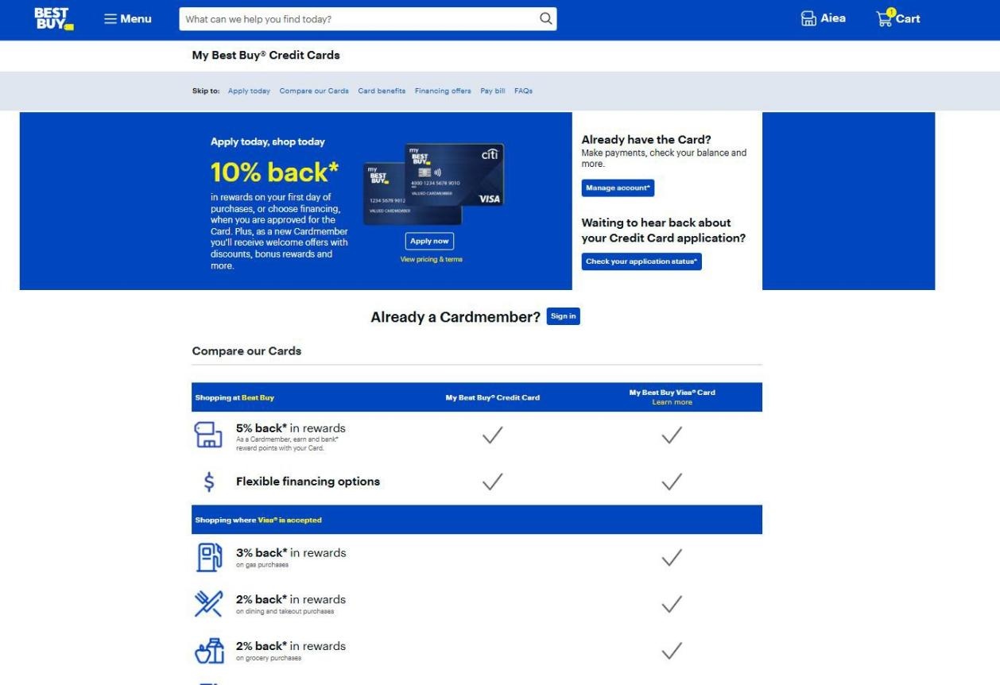 BEST
BUY
Menu
What can we help you find today?
Aiea
1
Cart
My Best Buy® Credit Cards
Skip to: Apply today Compare our Cards Card benefits Financing offers Pay bill FAQs
Apply today, shop today
10% back*
in rewards on your first day of
purchases, or choose financing,
when you are approved for the
Card. Plus, as a new Cardmember
you'll receive welcome offers with
discounts, bonus rewards and
more.
my
BEST
BUY
1234 5678 9012
VALUED CARDMEMBER
my
BEST
BUY
citi
4000 1234 5678 9010
VALUED CARDMEMBER
VISA
Apply now
View pricing & terms
Already have the Card?
Make payments, check your balance and
more.
Manage account*
Waiting to hear back about
your Credit Card application?
Check your application status*
Already a Cardmember? Sign in
Compare our Cards
Shopping at Best Buy
My Best Buy® Credit Card
My Best Buy Visa® Card
Learn more
5% back* in rewards
As a Cardmember, earn and bank*
reward points with your Card.
Flexible financing options
Shopping where Visa® is accepted
3% back* in rewards
on gas purchases
2% back* in rewards
on dining and takeout purchases
2% back* in rewards
on grocery purchases